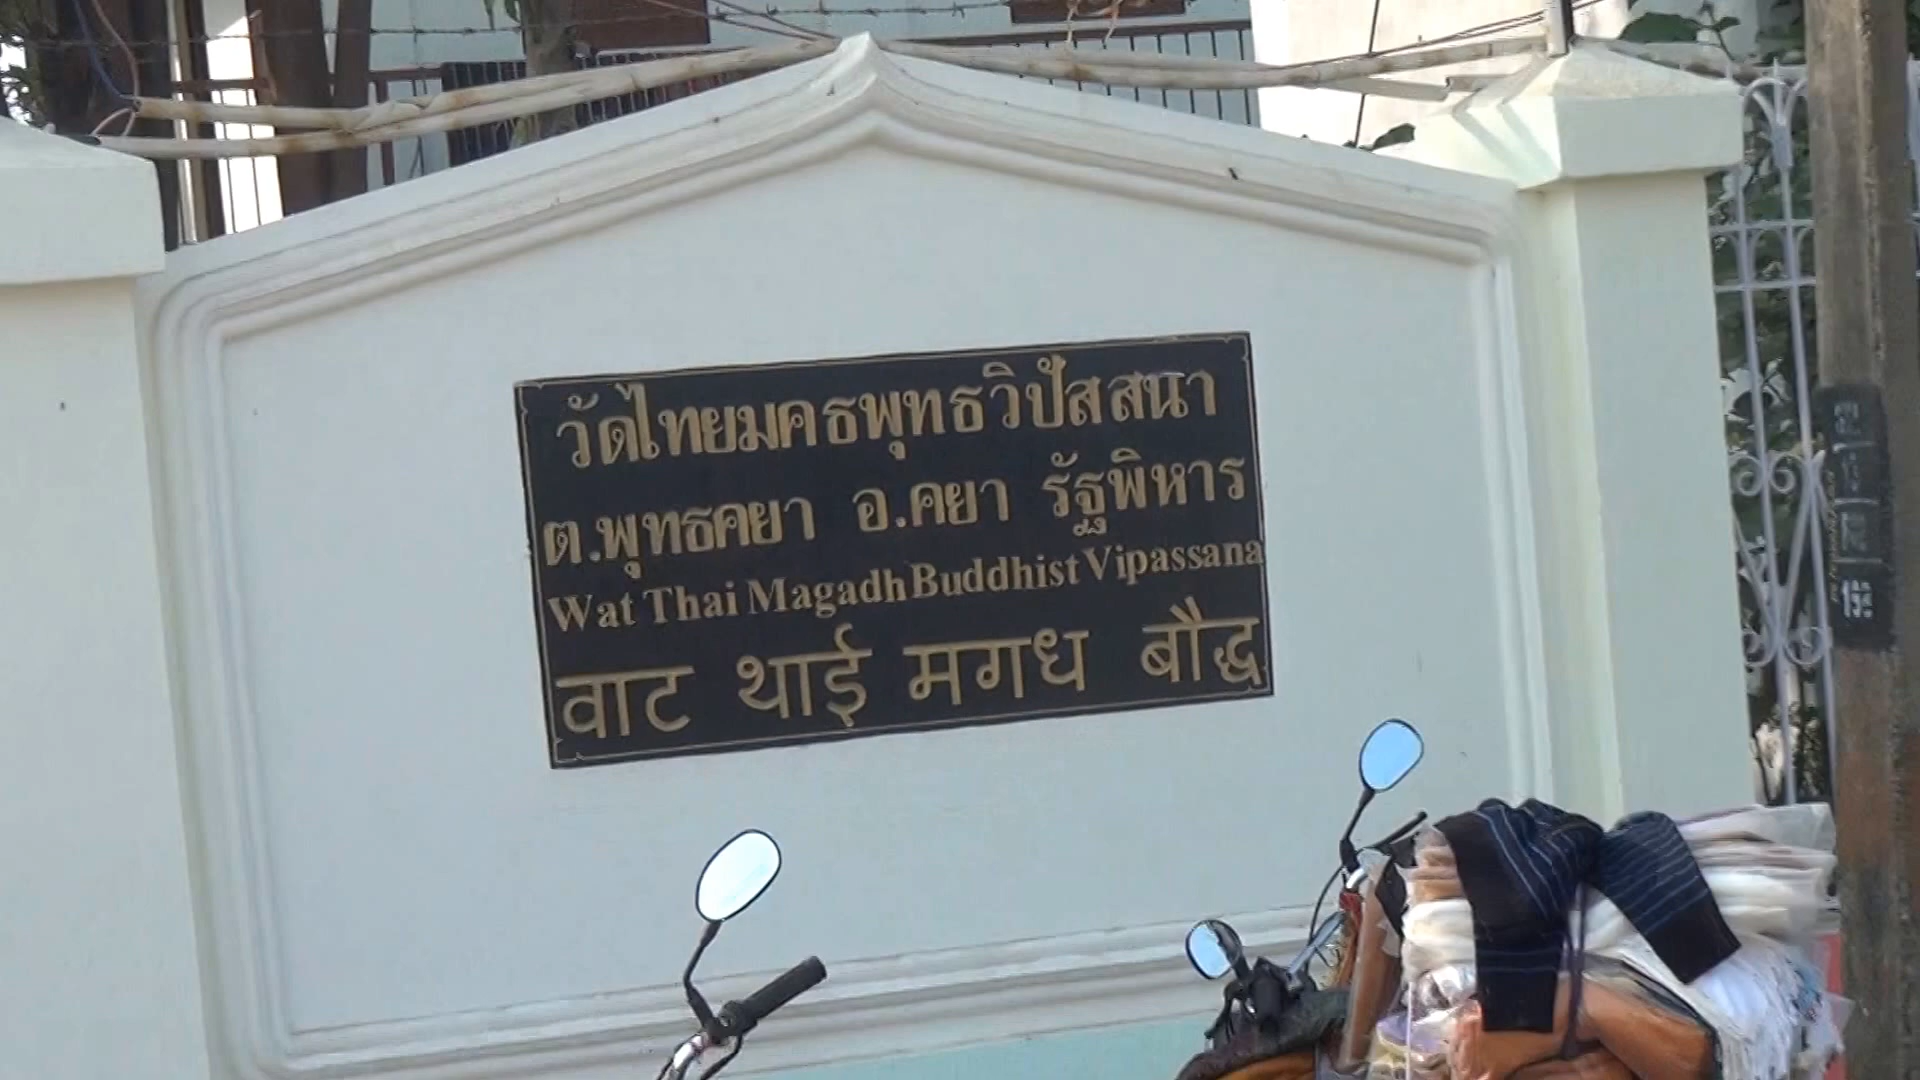 วัดไทยมคธพุทธวิปัสสนา
ต.พุทธคยา อ.คยา รัฐพิหาร
Wat Thai Magadh Buddhist Vipassana
वाट थाई मगध बौद्ध